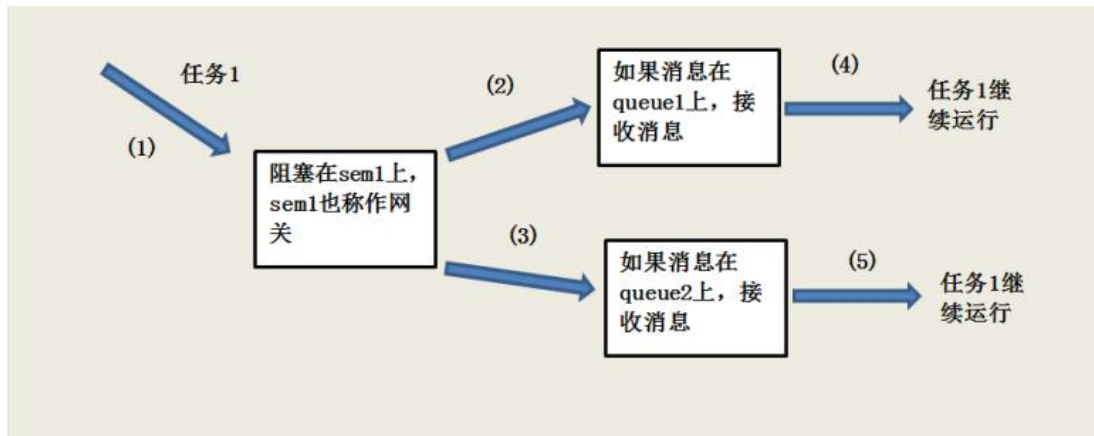 任务1
(1)
阻塞在sem1上，
sem1也称作网
关
(2)
如果消息在
queue1上，接
收消息
(4)
任务1继
续运行
(3)
如果消息在
queue2上，接
收消息
(5)
任务1继
续运行